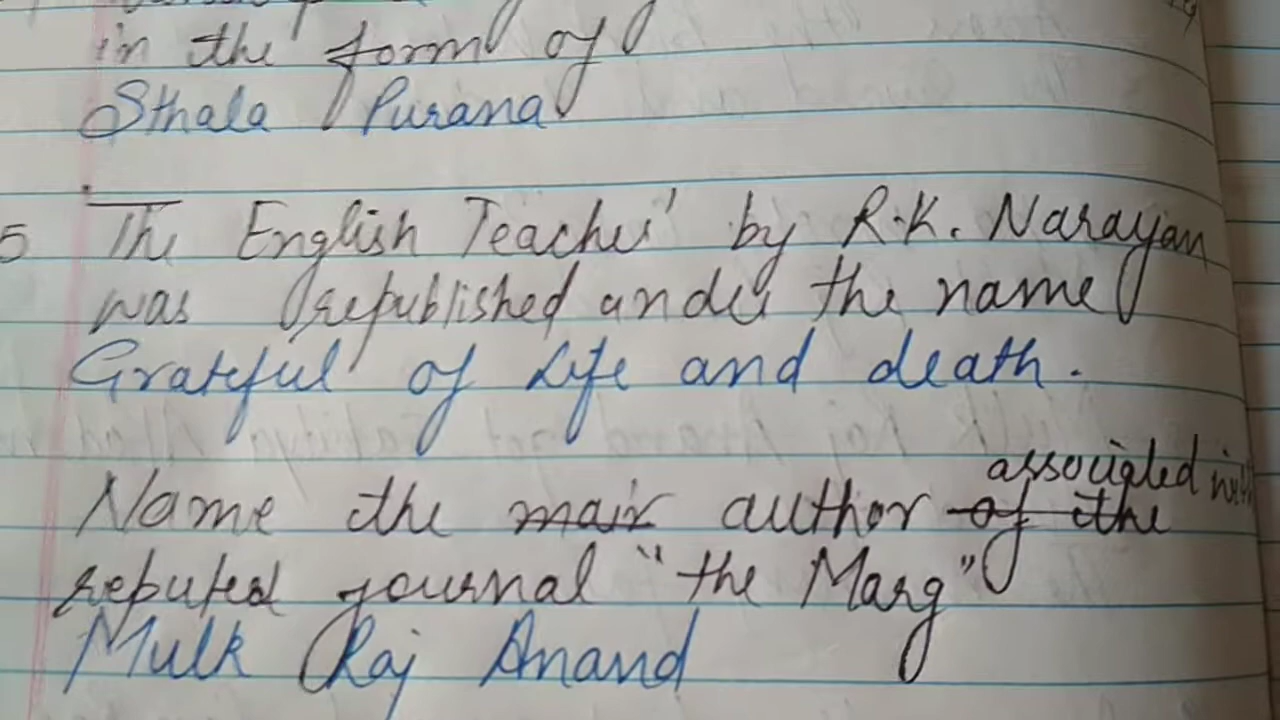 in the form of
Sthala Purana
5 The English Teacher' by R.K. Narayan
was republished under the name
Grateful of Life and death.
associated with
Name the main author of the
reputed journal "the Marg"
Mulk Raj Anand